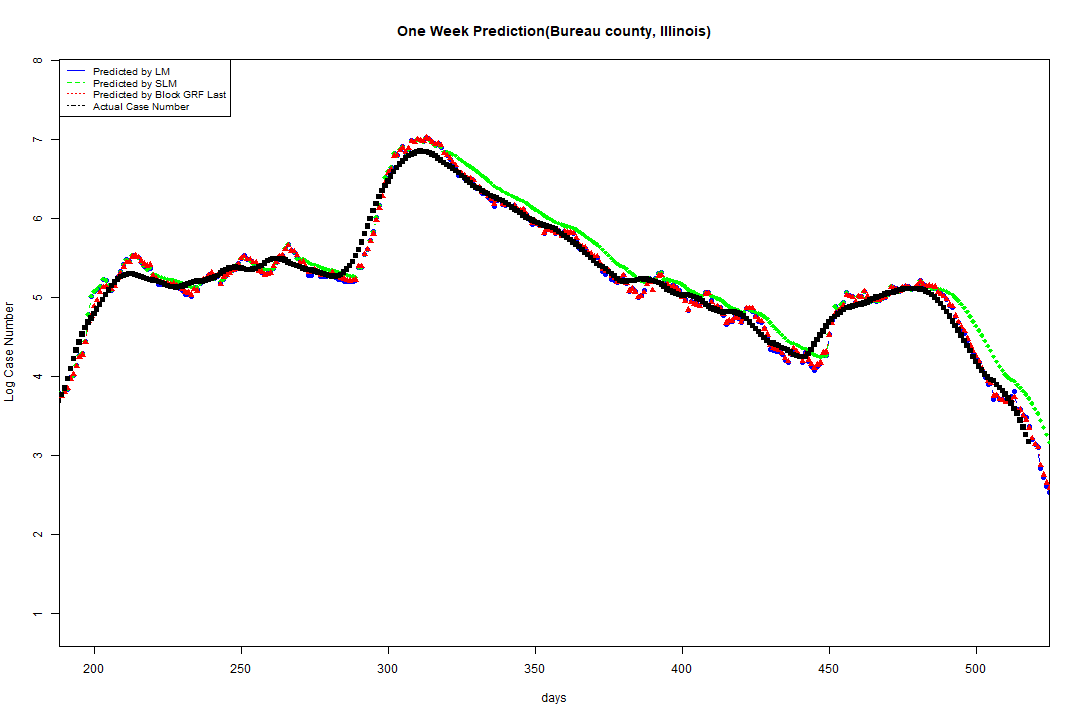 One Week Prediction(Bureau county, Illinois)
Predicted by LM
Predicted by SLM
Predicted by Block GRF Last
Actual Case Number
8
7
6
5
4
3
2
1
Log Case Number
200 250 300 350 400 450 500
days